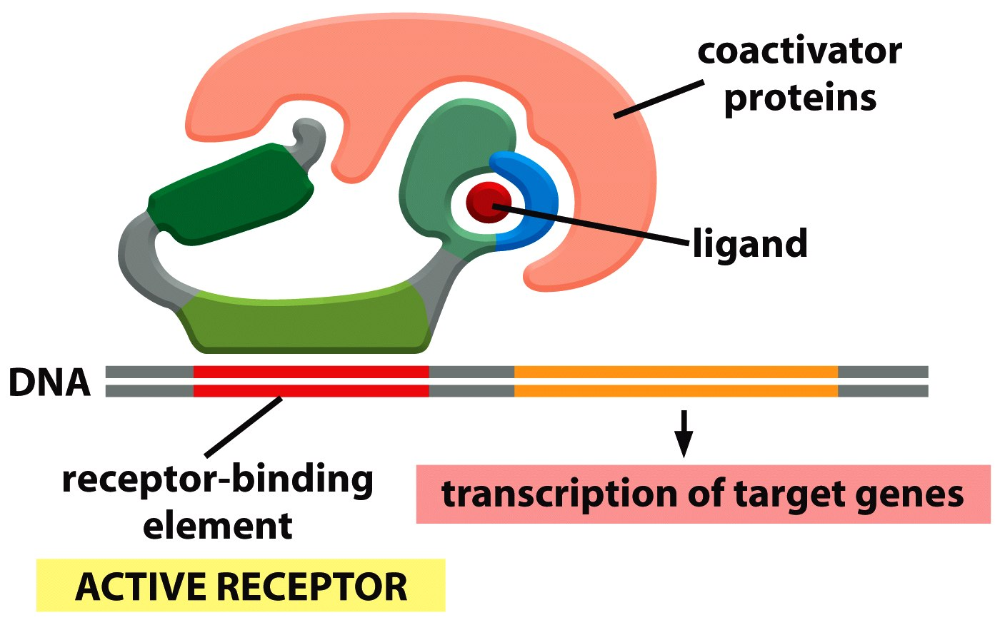 coactivator
proteins
ligand
DNA
receptor-binding
element
transcription of target genes
ACTIVE RECEPTOR